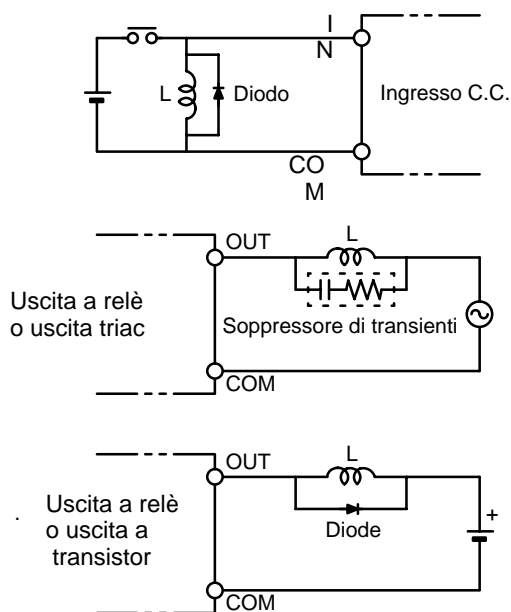 I
N
L
Diodo
Ingresso C.C.
CO
M
OUT
L
Uscita a relè
o uscita triac
Soppressore di transienti
COM
OUT
L
Uscita a relè
o uscita a
transistor
Diode
+
COM
.